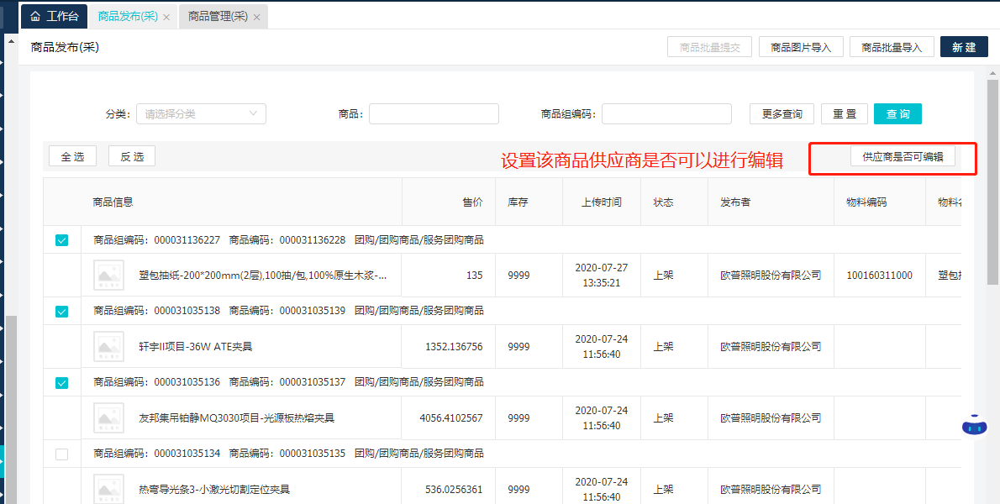 工作台 商品发布(采) × 商品管理(采) ×
商品发布(采) 商品批量提交 商品图片导入 商品批量导入 新 建
分类: 请选择分类 商品: 商品组编码: 更多查询 重 置 查 询
全 选 反 选 设置该商品供应商是否可以进行编辑 供应商是否可编辑
商品信息 售价 库存 上传时间 状态 发布者 物料编码 物料
商品组编码: 000031136227 商品编码: 000031136228 团购/团购商品/服务团购商品
塑包抽纸-200*200mm(2层),100抽/包,100%原生木浆-... 135 9999 2020-07-27 13:35:21 上架 欧普照明股份有限公司 100160311000 塑包
商品组编码: 000031035138 商品编码: 000031035139 团购/团购商品/服务团购商品
轩宇II项目-36W ATE夹具 1352.136756 9999 2020-07-24 11:56:40 上架 欧普照明股份有限公司
商品组编码: 000031035136 商品编码: 000031035137 团购/团购商品/服务团购商品
友邦集吊铂静MQ3030项目-光源板热熔夹具 4056.4102567 9999 2020-07-24 11:56:40 上架 欧普照明股份有限公司
商品组编码: 000031035134 商品编码: 000031035135 团购/团购商品/服务团购商品
热弯导光条3-小激光切割定位夹具 536.0256361 9999 2020-07-24 11:56:40 上架 欧普照明股份有限公司